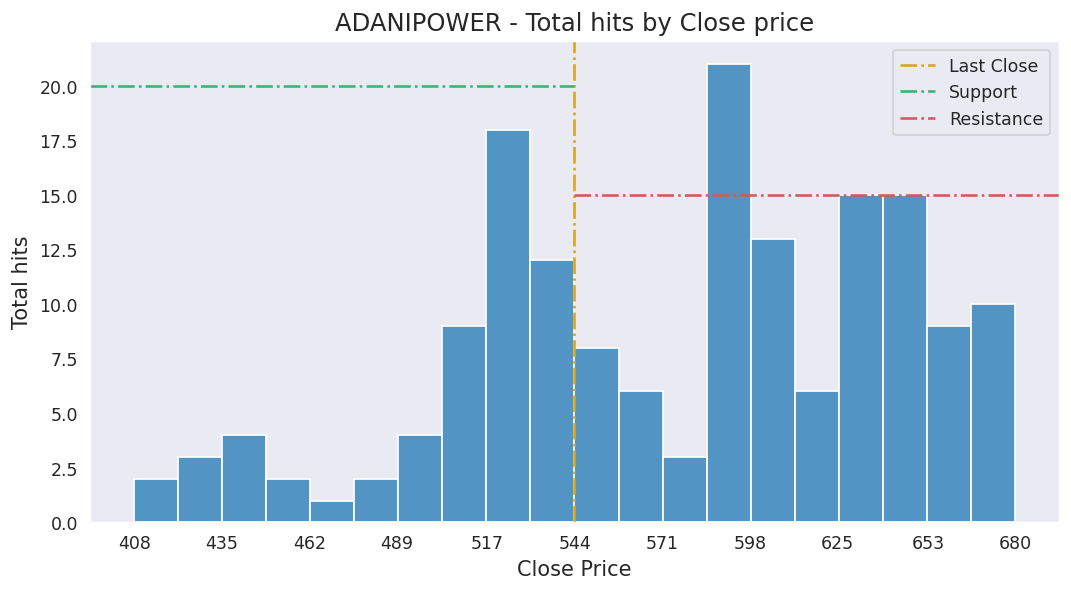 ADANIPOWER - Total hits by Close price
Last Close
Support
Resistance
20.0
17.5
15.0
12.5
10.0
7.5
5.0
2.5
0.0
Total hits
408 435 462 489 517 544 571 598 625 653 680
Close Price